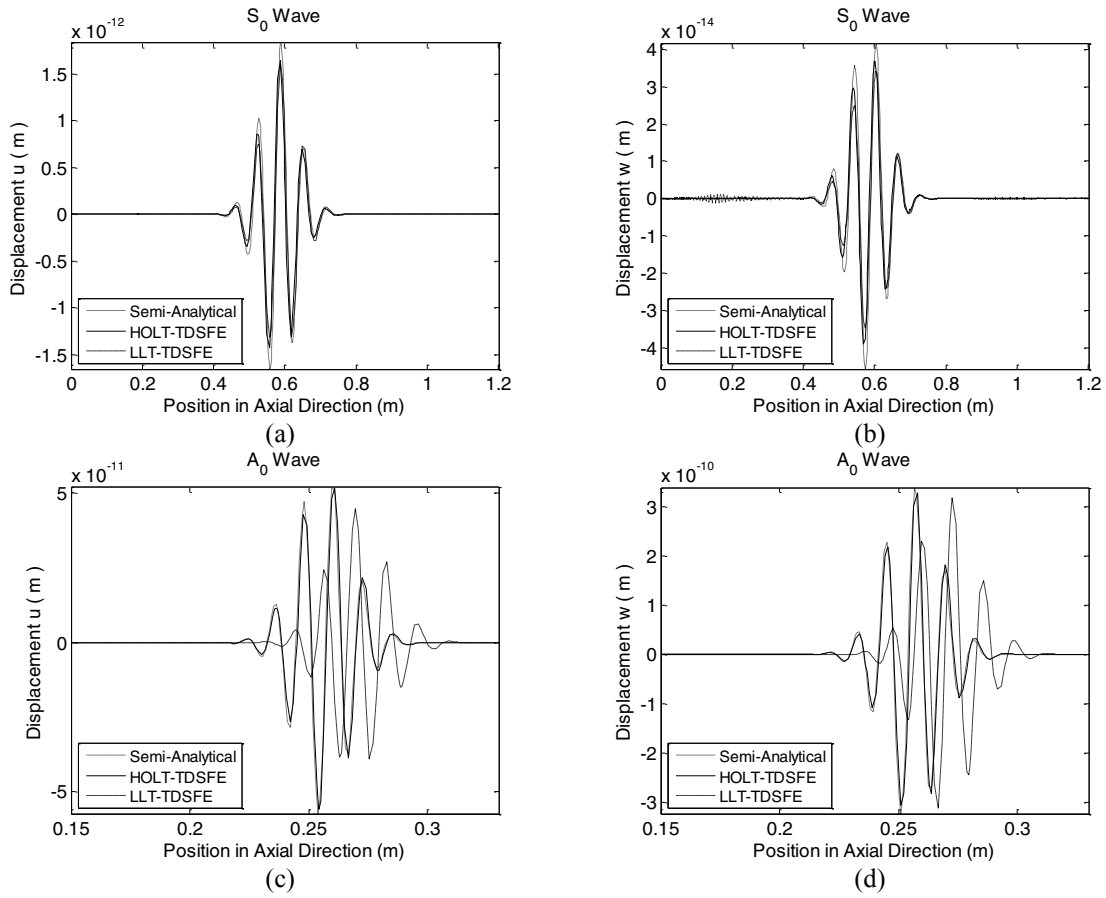 S0 Wave
x 10-12
Displacement u ( m )
1.5
1
0.5
0
-0.5
-1
-1.5
Semi-Analytical
HOLT-TDSFE
LLT-TDSFE
0 0.2 0.4 0.6 0.8 1 1.2
Position in Axial Direction (m)
(a)
S0 Wave
x 10-14
Displacement w ( m )
4
3
2
1
0
-1
-2
-3
-4
Semi-Analytical
HOLT-TDSFE
LLT-TDSFE
0 0.2 0.4 0.6 0.8 1 1.2
Position in Axial Direction (m)
(b)
A0 Wave
x 10-11
Displacement u ( m )
5
0
-5
Semi-Analytical
HOLT-TDSFE
LLT-TDSFE
0.15 0.2 0.25 0.3
Position in Axial Direction (m)
(c)
A0 Wave
x 10-10
Displacement w ( m )
3
2
1
0
-1
-2
-3
Semi-Analytical
HOLT-TDSFE
LLT-TDSFE
0.15 0.2 0.25 0.3
Position in Axial Direction (m)
(d)